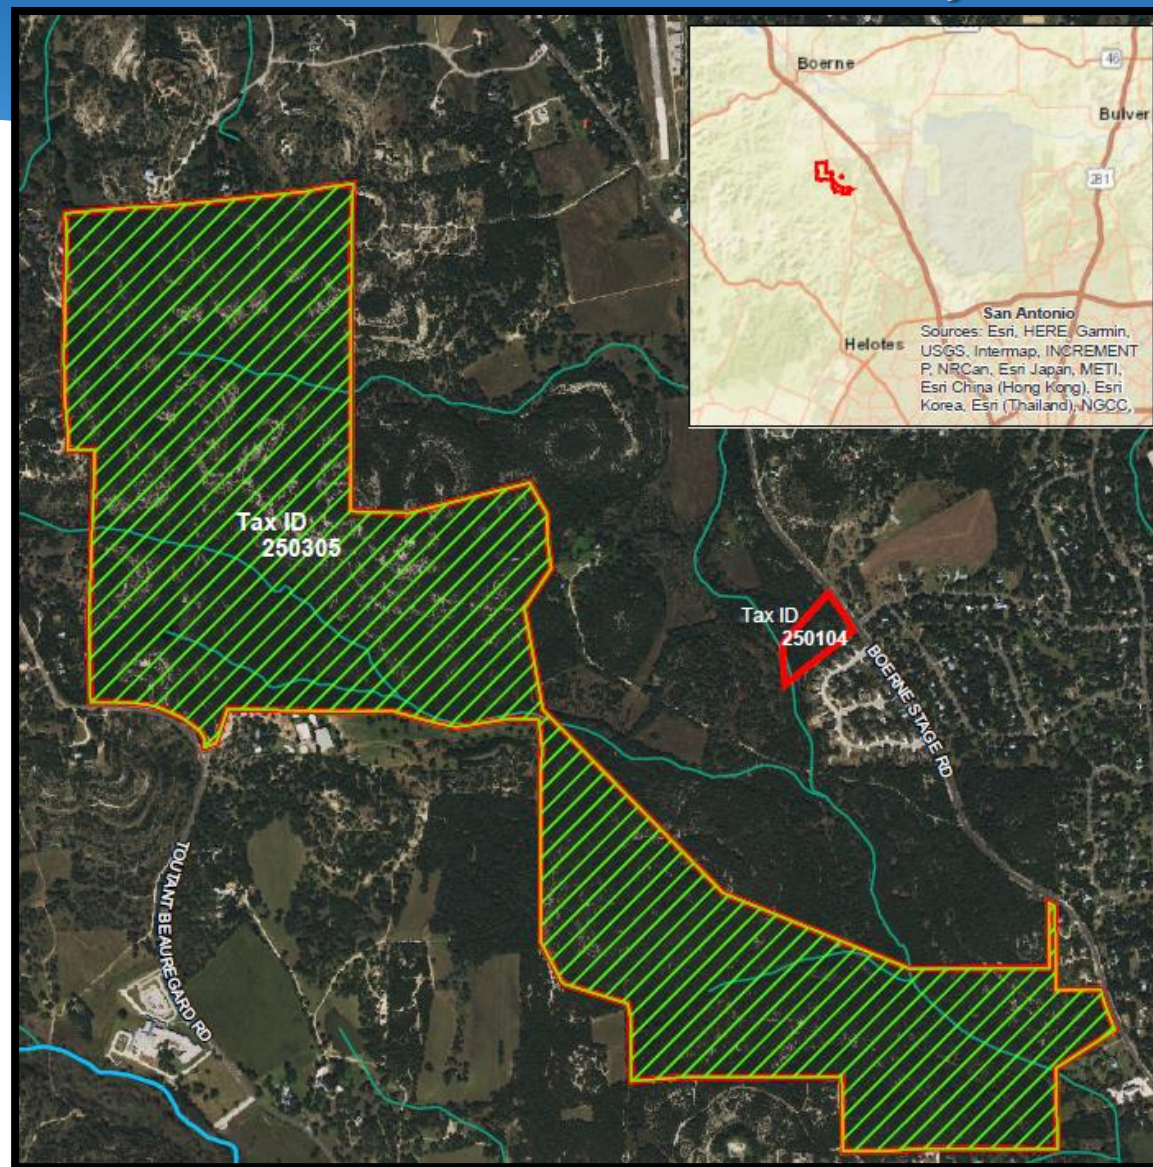 Boerne
46
Bulver
281
San Antonio
Helotes
Sources: Esri, HERE, Garmin,
USGS, Intermap, INCREMENT
P, NRCan, Esri Japan, METI,
Esri China (Hong Kong), Esri
Korea, Esri (Thailand), NGCC,
Tax ID
250305
Tax ID
250104
BOERNE STAGE RD
TOUTANT BEAUREGARD RD